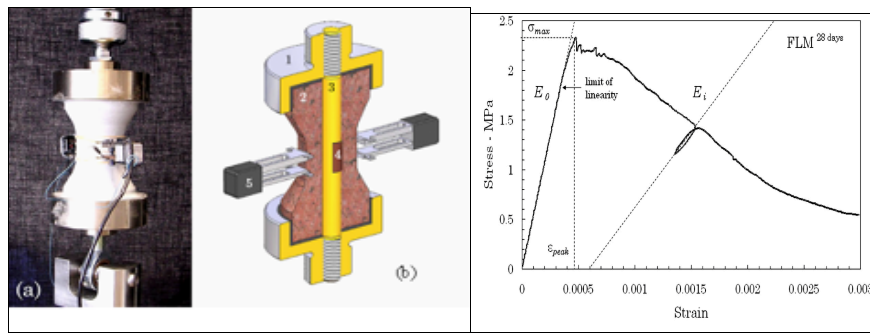 (a)
1
2
3
4
5
(b)
Stress - MPa
2.5
2
1.5
1
0.5
0
σmax
E0
limit of
linearity
Ei
FLM 28 days
εpeak
0
0.0005
0.001
0.0015
0.002
0.0025
0.003
Strain